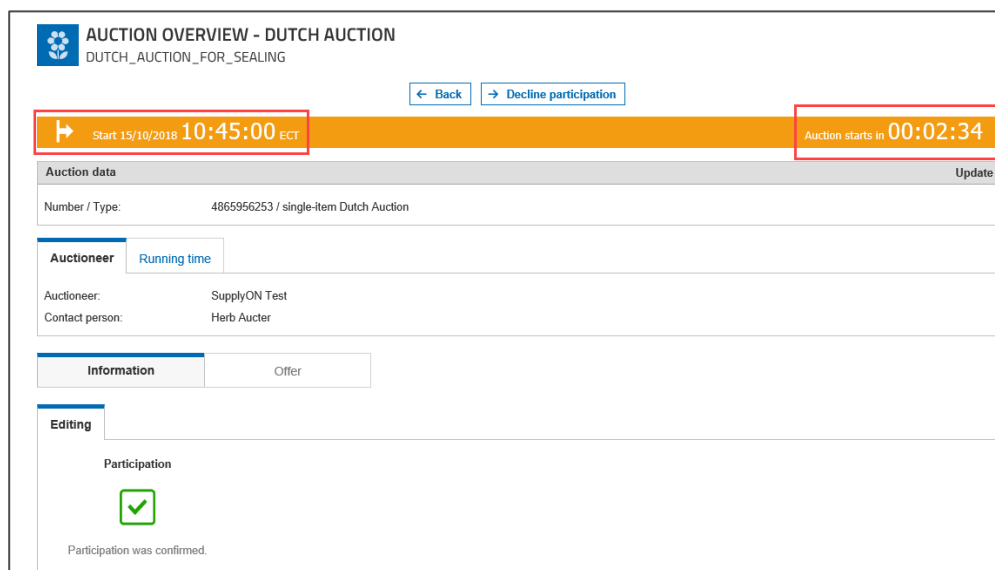 AUCTION OVERVIEW - DUTCH AUCTION
DUTCH_AUCTION_FOR_SEALING
← Back → Decline participation
Start 15/10/2018 10:45:00 ECT Auction starts in 00:02:34
Auction data Update
Number / Type: 4865956253 / single-item Dutch Auction
Auctioneer Running time
Auctioneer: SupplyON Test
Contact person: Herb Aucter
Information Offer
Editing
Participation
Participation was confirmed.